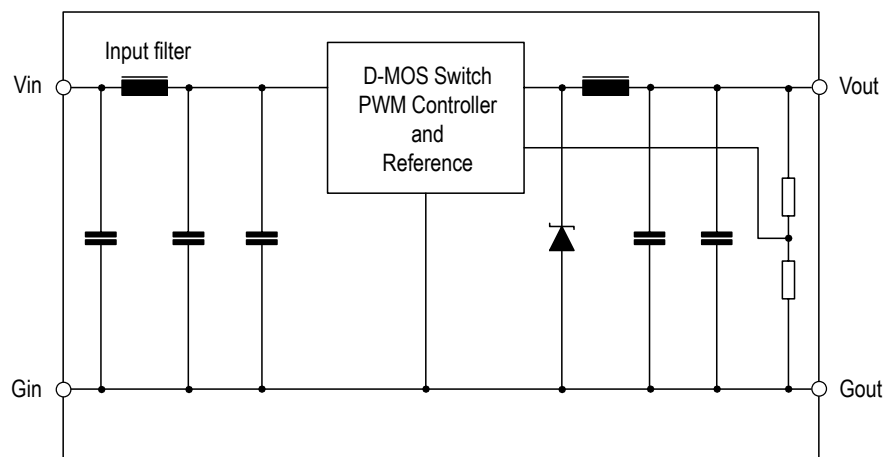 Input filter
Vin
D-MOS Switch
PWM Controller
and
Reference
Vout
Gin
Gout